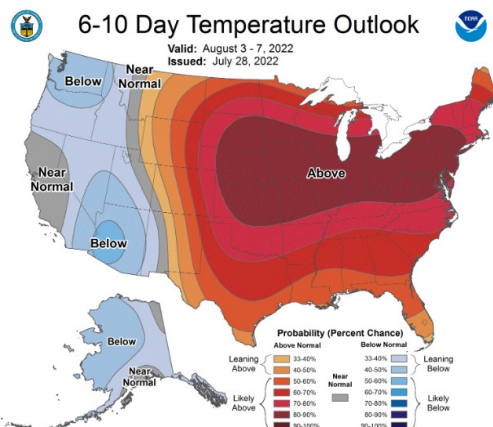 6-10 Day Temperature Outlook
Valid: August 3 - 7, 2022
Issued: July 28, 2022
NOAA
Below
Near
Normal
Near
Normal
Above
Below
Below
Near
Normal
Probability (Percent Chance)
Above Normal
Below Normal
Leaning
Above
33-40%
40-50%
Likely
Above
50-60%
60-70%
70-80%
80-90%
90-100%
Near
Normal
33-40%
40-50%
Leaning
Below
50-60%
60-70%
70-80%
80-90%
90-100%
Likely
Below